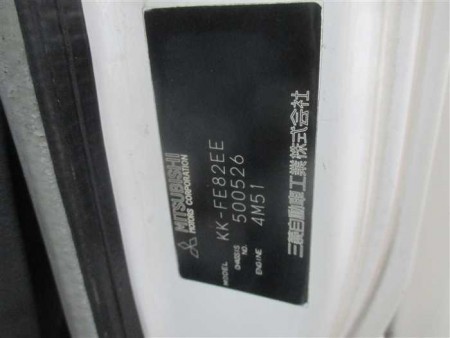 MITSUBISHI
MOTORS CORPORATION
MODEL KK-FE82EE
CHASSIS NO. 500526
ENGINE 4M51
三菱自動車工業株式会社